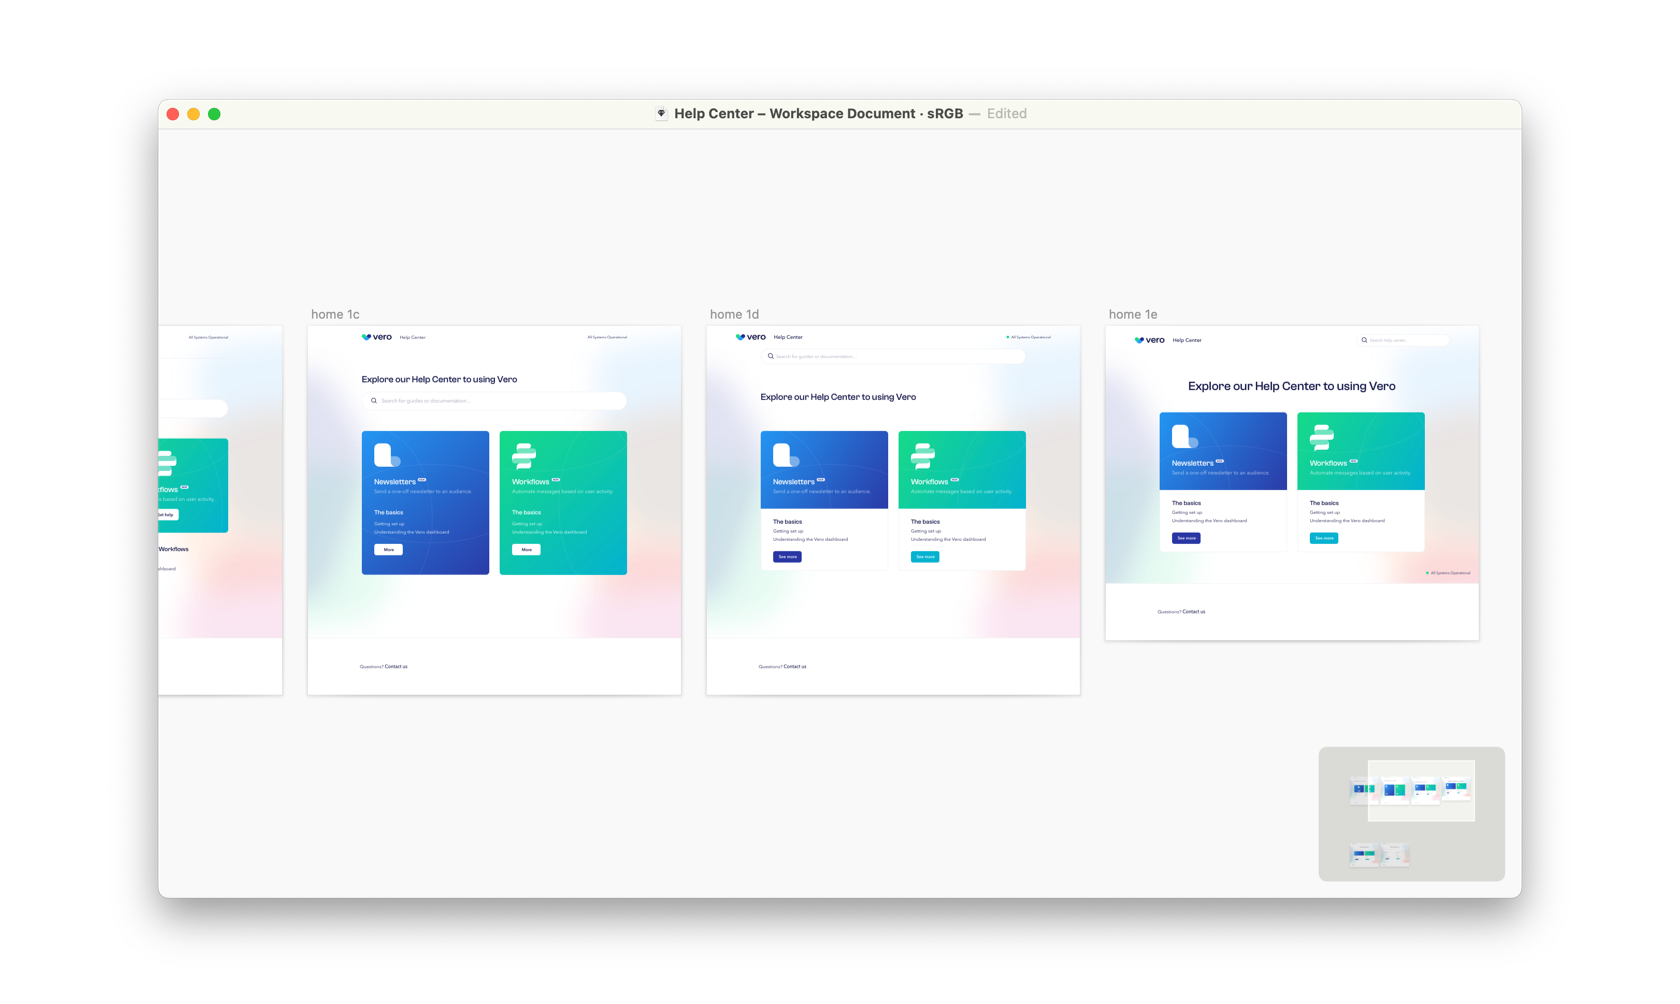 Help Center – Workspace Document · sRGB — Edited
All Systems Operational
based on user activity.
Get help
Workflows
home 1c
vero Help Center All Systems Operational
Explore our Help Center to using Vero
Search for guides or documentation...
Newsletters
Send a one-off newsletter to an audience.
The basics
Getting set up
Understanding the Vero dashboard
More
Workflows
Automate messages based on user activity.
The basics
Getting set up
Understanding the Vero dashboard
More
Questions? Contact us
home 1d
vero Help Center All Systems Operational
Search for guides or documentation...
Explore our Help Center to using Vero
Newsletters
Send a one-off newsletter to an audience.
The basics
Getting set up
Understanding the Vero dashboard
See more
Workflows
Automate messages based on user activity.
The basics
Getting set up
Understanding the Vero dashboard
See more
Questions? Contact us
home 1e
vero Help Center Search help center
Explore our Help Center to using Vero
Newsletters
Send a one-off newsletter to an audience.
The basics
Getting set up
Understanding the Vero dashboard
See more
Workflows
Automate messages based on user activity.
The basics
Getting set up
Understanding the Vero dashboard
See more
All Systems Operational
Questions? Contact us